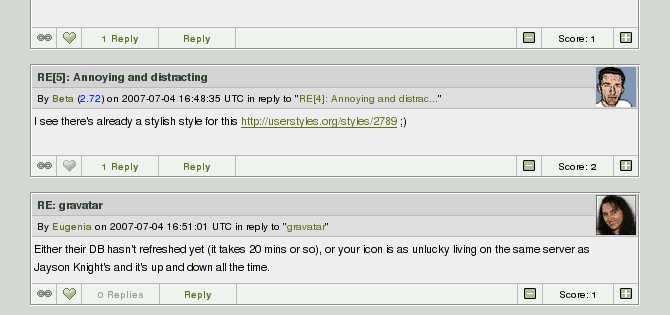 1 Reply Reply Score: 1
RE[5]: Annoying and distracting
By Beta (2.72) on 2007-07-04 16:48:35 UTC in reply to "RE[4]: Annoying and distrac..."
I see there's already a stylish style for this http://userstyles.org/styles/2789 ;)
1 Reply Reply Score: 2
RE: gravatar
By Eugenia on 2007-07-04 16:51:01 UTC in reply to "gravatar"
Either their DB hasn't refreshed yet (it takes 20 mins or so), or your icon is as unlucky living on the same server as
Jayson Knight's and it's up and down all the time.
0 Replies Reply Score: 1